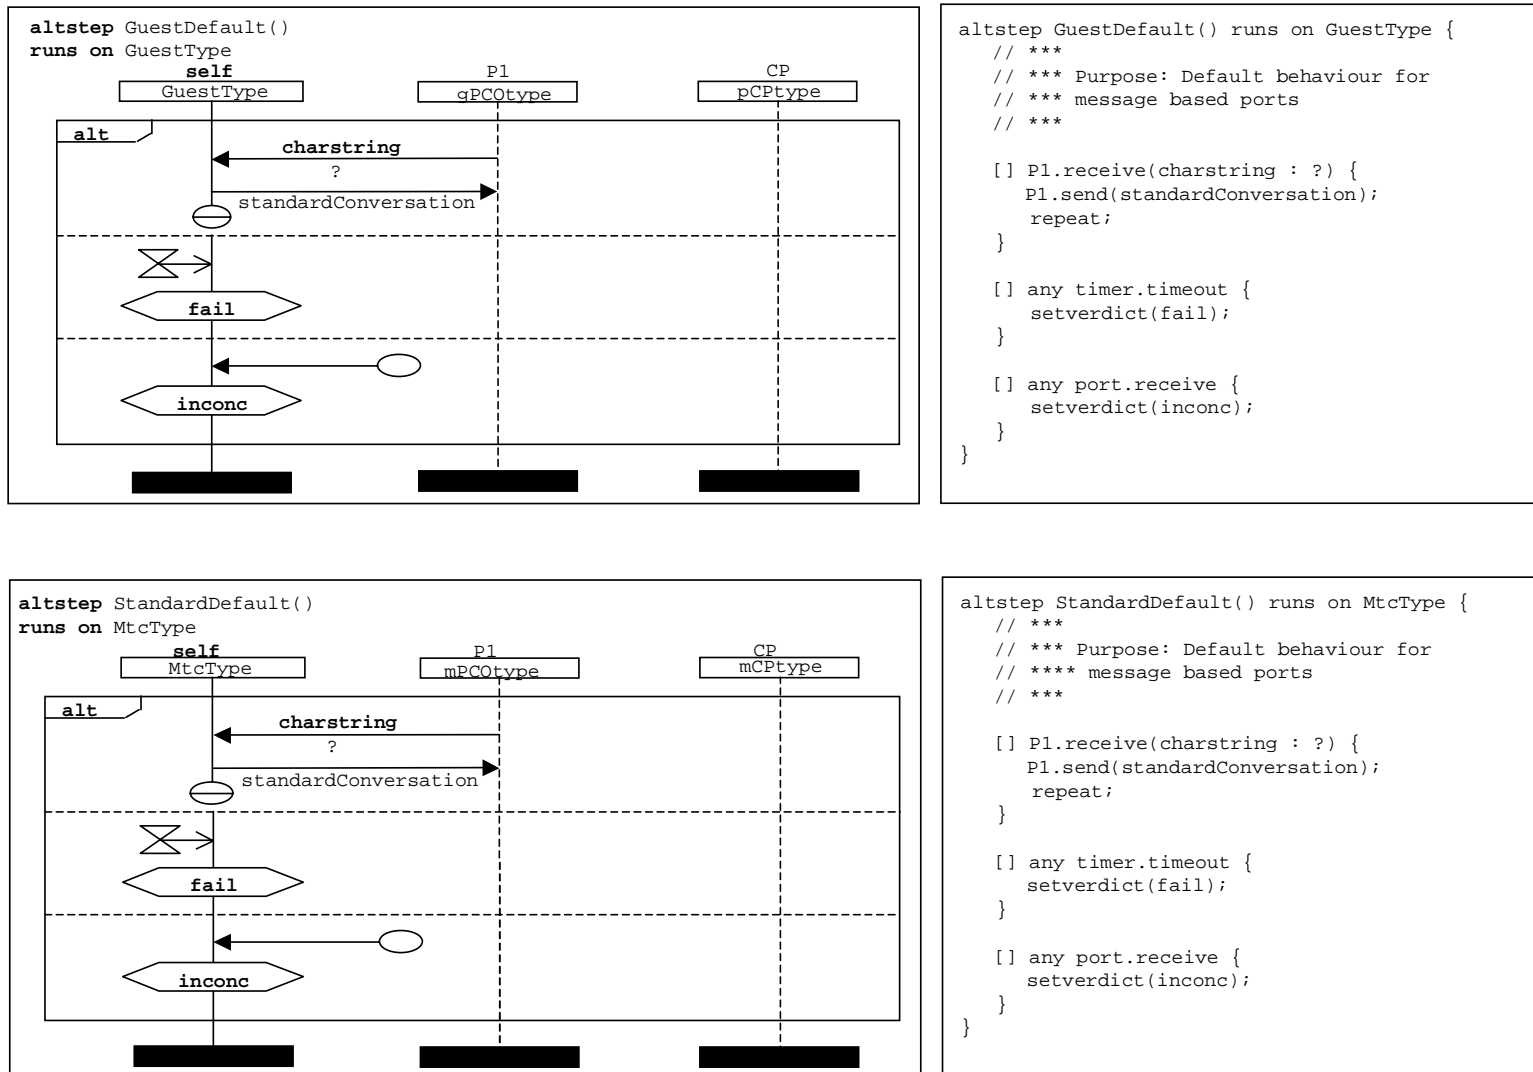 altstep GuestDefault()
runs on GuestType
self
P1
CP
GuestType
gPCOtype
pCPtype
alt
charstring
?
standardConversation
fail
inconc
altstep GuestDefault() runs on GuestType {
// ***
// *** Purpose: Default behaviour for
// *** message based ports
// ***
[] P1.receive(charstring : ?) {
P1.send(standardConversation);
repeat;
}
[] any timer.timeout {
setverdict(fail);
}
[] any port.receive {
setverdict(inconc);
}
}
altstep StandardDefault()
runs on MtcType
self
P1
CP
MtcType
mPCOtype
mCPtype
alt
charstring
?
standardConversation
fail
inconc
altstep StandardDefault() runs on MtcType {
// ***
// *** Purpose: Default behaviour for
// **** message based ports
// ***
[] P1.receive(charstring : ?) {
P1.send(standardConversation);
repeat;
}
[] any timer.timeout {
setverdict(fail);
}
[] any port.receive {
setverdict(inconc);
}
}